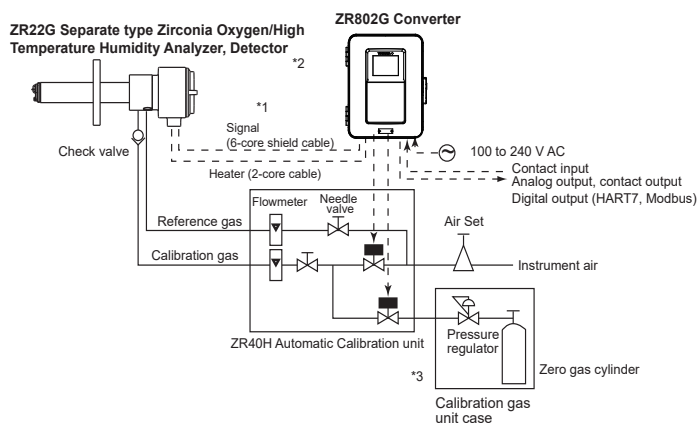 ZR22G Separate type Zirconia Oxygen/High
Temperature Humidity Analyzer, Detector
ZR802G Converter
*2
*1
Signal
(6-core shield cable)
Heater (2-core cable)
Check valve
100 to 240 V AC
Contact input
Analog output, contact output
Digital output (HART7, Modbus)
Flowmeter
Needle
valve
Reference gas
Air Set
Calibration gas
Instrument air
ZR40H Automatic Calibration unit
Pressure
regulator
Zero gas cylinder
*3
Calibration gas
unit case